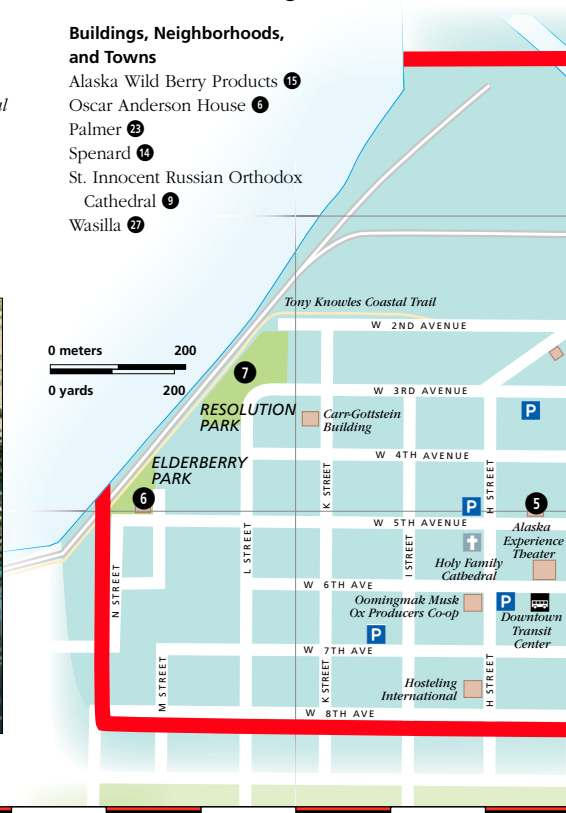 Buildings, Neighborhoods,
and Towns
Alaska Wild Berry Products 15
Oscar Anderson House 6
Palmer 23
Spenard 14
St. Innocent Russian Orthodox
Cathedral 9
Wasilla 27
Tony Knowles Coastal Trail
W 2ND AVENUE
0 meters 200
0 yards 200
7
RESOLUTION
PARK
W 3RD AVENUE
P
Carr-Gottstein
Building
ELDERBERRY
PARK
6
W 4TH AVENUE
K STREET
H STREET
P
5
W 5TH AVENUE
Alaska
Experience
Theater
L STREET
I STREET
Holy Family
Cathedral
N STREET
W 6TH AVE
Oomingmak Musk
Ox Producers Co-op
P
Downtown
Transit
Center
P
W 7TH AVE
M STREET
K STREET
H STREET
Hosteling
International
W 8TH AVE